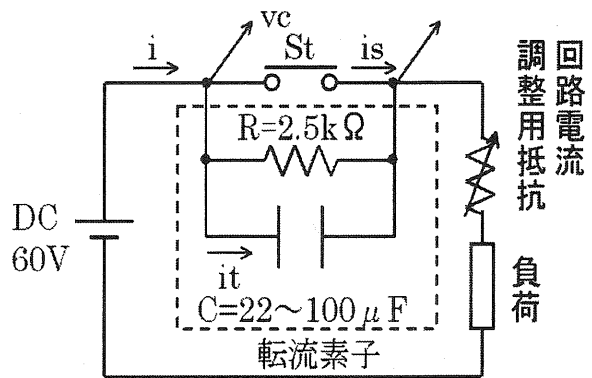 vc
i
St
is
R=2.5kΩ
DC
60V
it
C=22～100μF
転流素子
回路電流
調整用抵抗
負荷